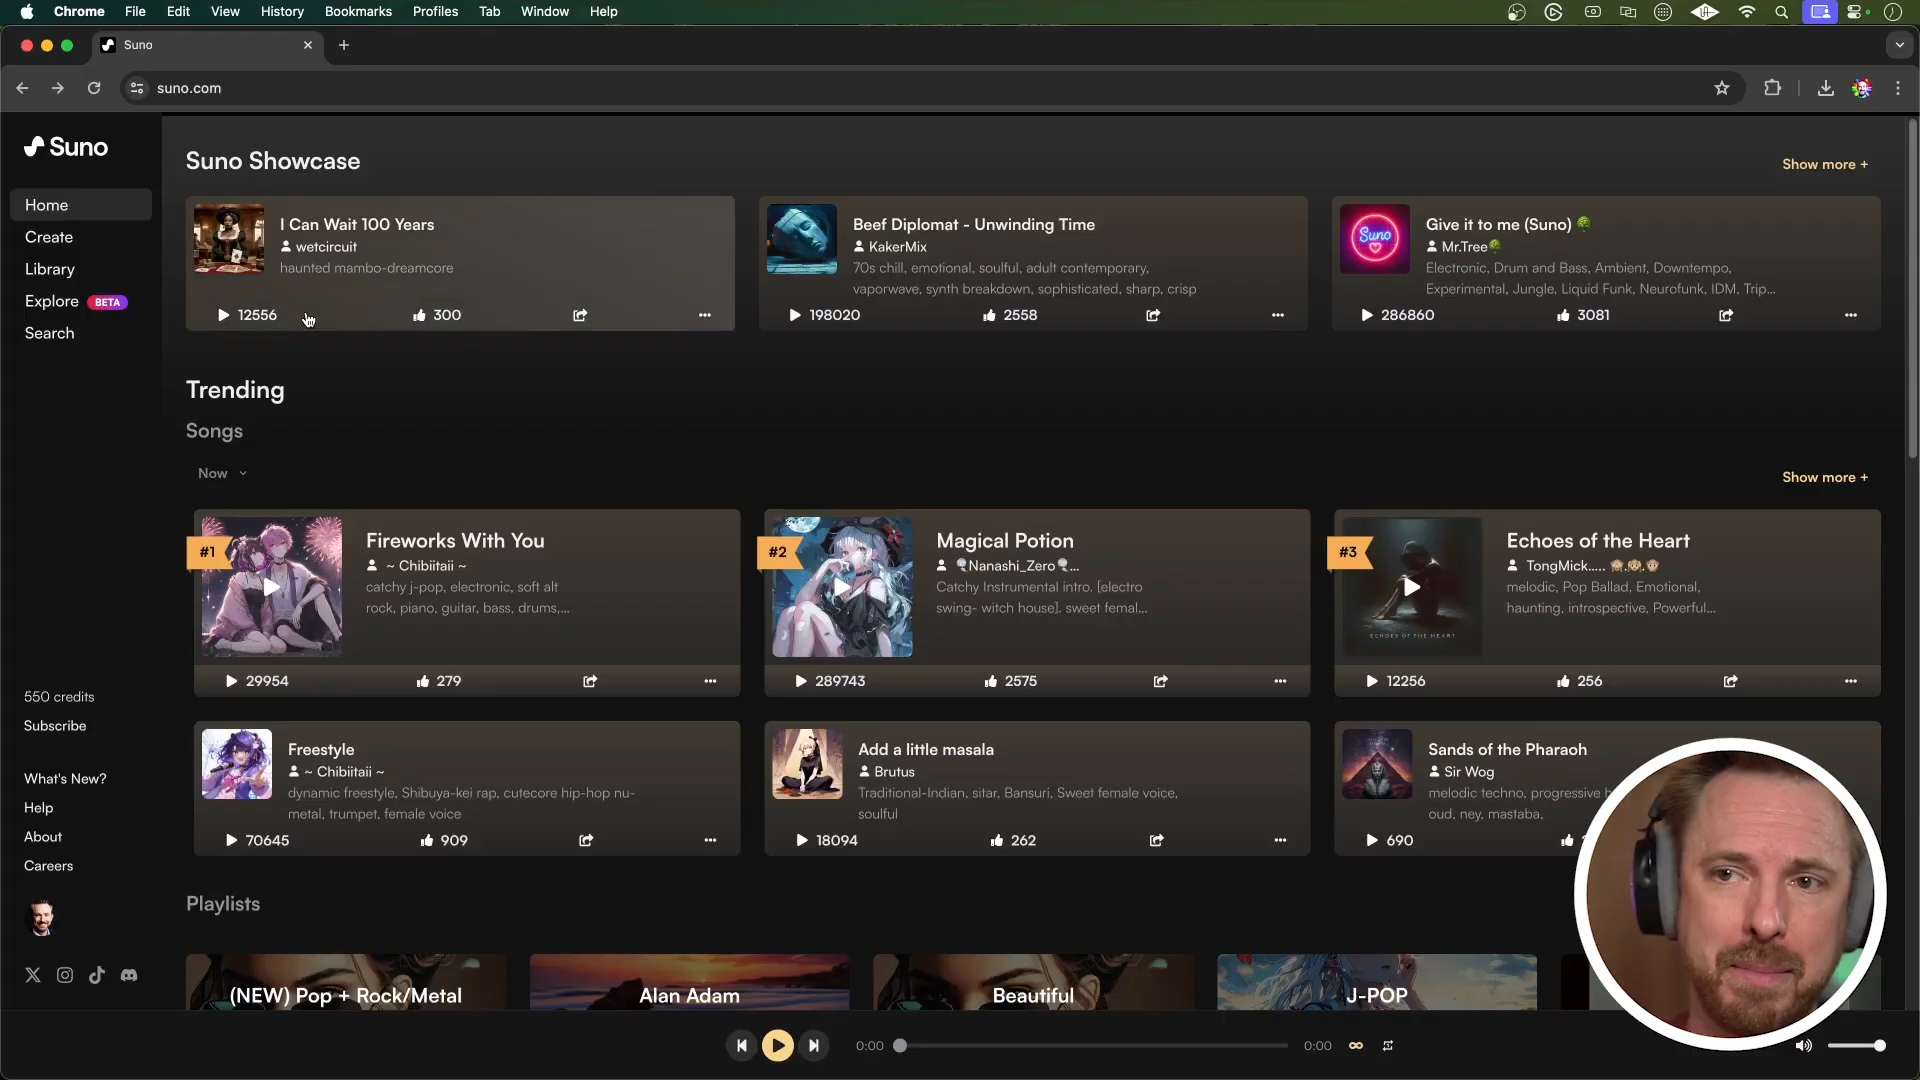 Chrome File Edit View History Bookmarks Profiles Tab Window Help
Suno
suno.com
Suno
Home
Create
Library
Explore BETA
Search
550 credits
Subscribe
What's New?
Help
About
Careers
Suno Showcase
Show more +
I Can Wait 100 Years
wetcircuit
haunted mambo-dreamcore
12556 300
Beef Diplomat - Unwinding Time
KakerMix
70s chill, emotional, soulful, adult contemporary,
vaporwave, synth breakdown, sophisticated, sharp, crisp
198020 2558
Suno
Give it to me (Suno) 🌳
Mr.Tree🌳
Electronic, Drum and Bass, Ambient, Downtempo,
Experimental, Jungle, Liquid Funk, Neurofunk, IDM, Trip...
286860 3081
Trending
Songs
Now
Show more +
#1
Fireworks With You
~ Chibiitaii ~
catchy j-pop, electronic, soft alt
rock, piano, guitar, bass, drums,...
29954 279
#2
Magical Potion
Nanashi_Zero...
Catchy Instrumental intro. [electro
swing- witch house]. sweet femal...
289743 2575
#3
ECHOES OF THE HEART
Echoes of the Heart
TongMick..... 🙈.🙉.🙊
melodic, Pop Ballad, Emotional,
haunting, introspective, Powerful...
12256 256
Freestyle
~ Chibiitaii ~
dynamic freestyle, Shibuya-kei rap, cutecore hip-hop nu-
metal, trumpet, female voice
70645 909
Add a little masala
Brutus
Traditional-Indian, sitar, Bansuri, Sweet female voice,
soulful
18094 262
Sands of the Pharaoh
Sir Wog
melodic techno, progressive
oud, ney, mastaba,
690
Playlists
(NEW) Pop + Rock/Metal
Alan Adam
Beautiful
J-POP
0:00 0:00